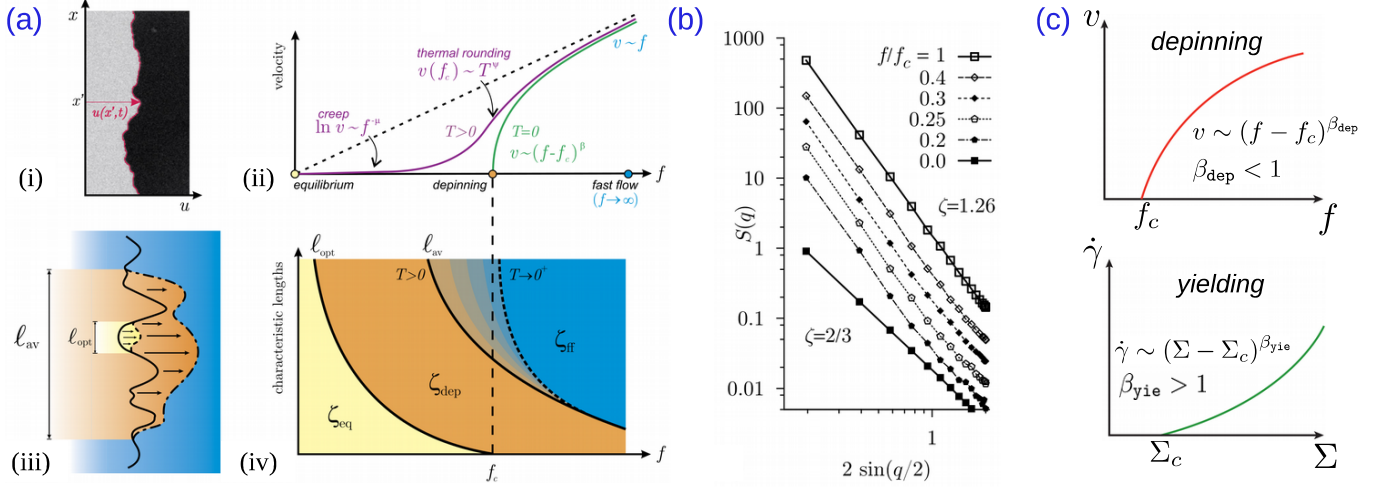 (a)
x
x'
u(x',t)
(i)
u
velocity
thermal rounding
v(f_c) ~ T^ψ
creep
ln v ~ f^-μ
T>0
T=0
v~(f-f_c)^β
v ~ f
(ii)
equilibrium
depinning
fast flow
(f→∞)
f
ℓ_av
ℓ_opt
(iii)
characteristic lengths
ℓ_opt
ℓ_av
T>0
T→0⁺
ζ_eq
ζ_dep
ζ_ff
(iv)
f_c
f
(b)
1000
100
10
1
0.1
0.01
S(q)
f/f_c = 1
0.4
0.3
0.25
0.2
0.0
ζ=1.26
ζ=2/3
1
2 sin(q/2)
(c)
v
depinning
v ∼ (f − f_c)^β_dep
β_dep < 1
f_c
f
γ̇
yielding
γ̇ ∼ (Σ − Σ_c)^β_yie
β_yie > 1
Σ_c
Σ